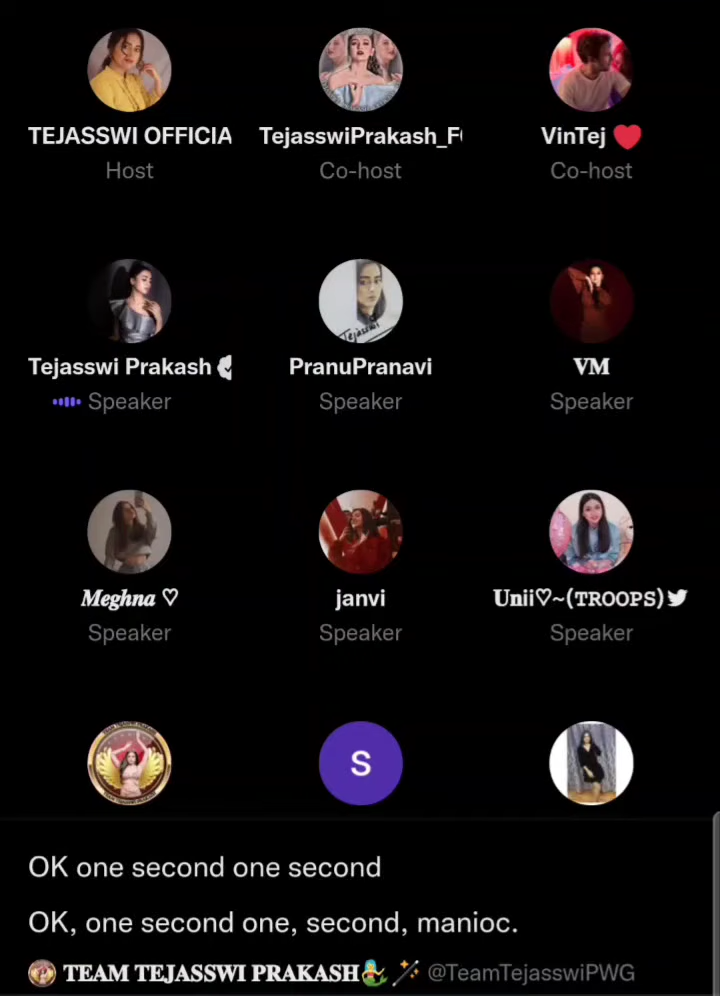 TEJASSWI OFFICIA
TejasswiPrakash_F
VinTej ❤️
Host
Co-host
Co-host
Tejasswi Prakash
PranuPranavi
VM
Speaker
Speaker
Speaker
Tejasswi
Meghna ♡
janvi
Unii♡~(TROOPS)
Speaker
Speaker
Speaker
S
OK one second one second
OK, one second one, second, manioc.
TEAM TEJASSWI PRAKASH🧜‍♀️🪄 @TeamTejasswiPWG